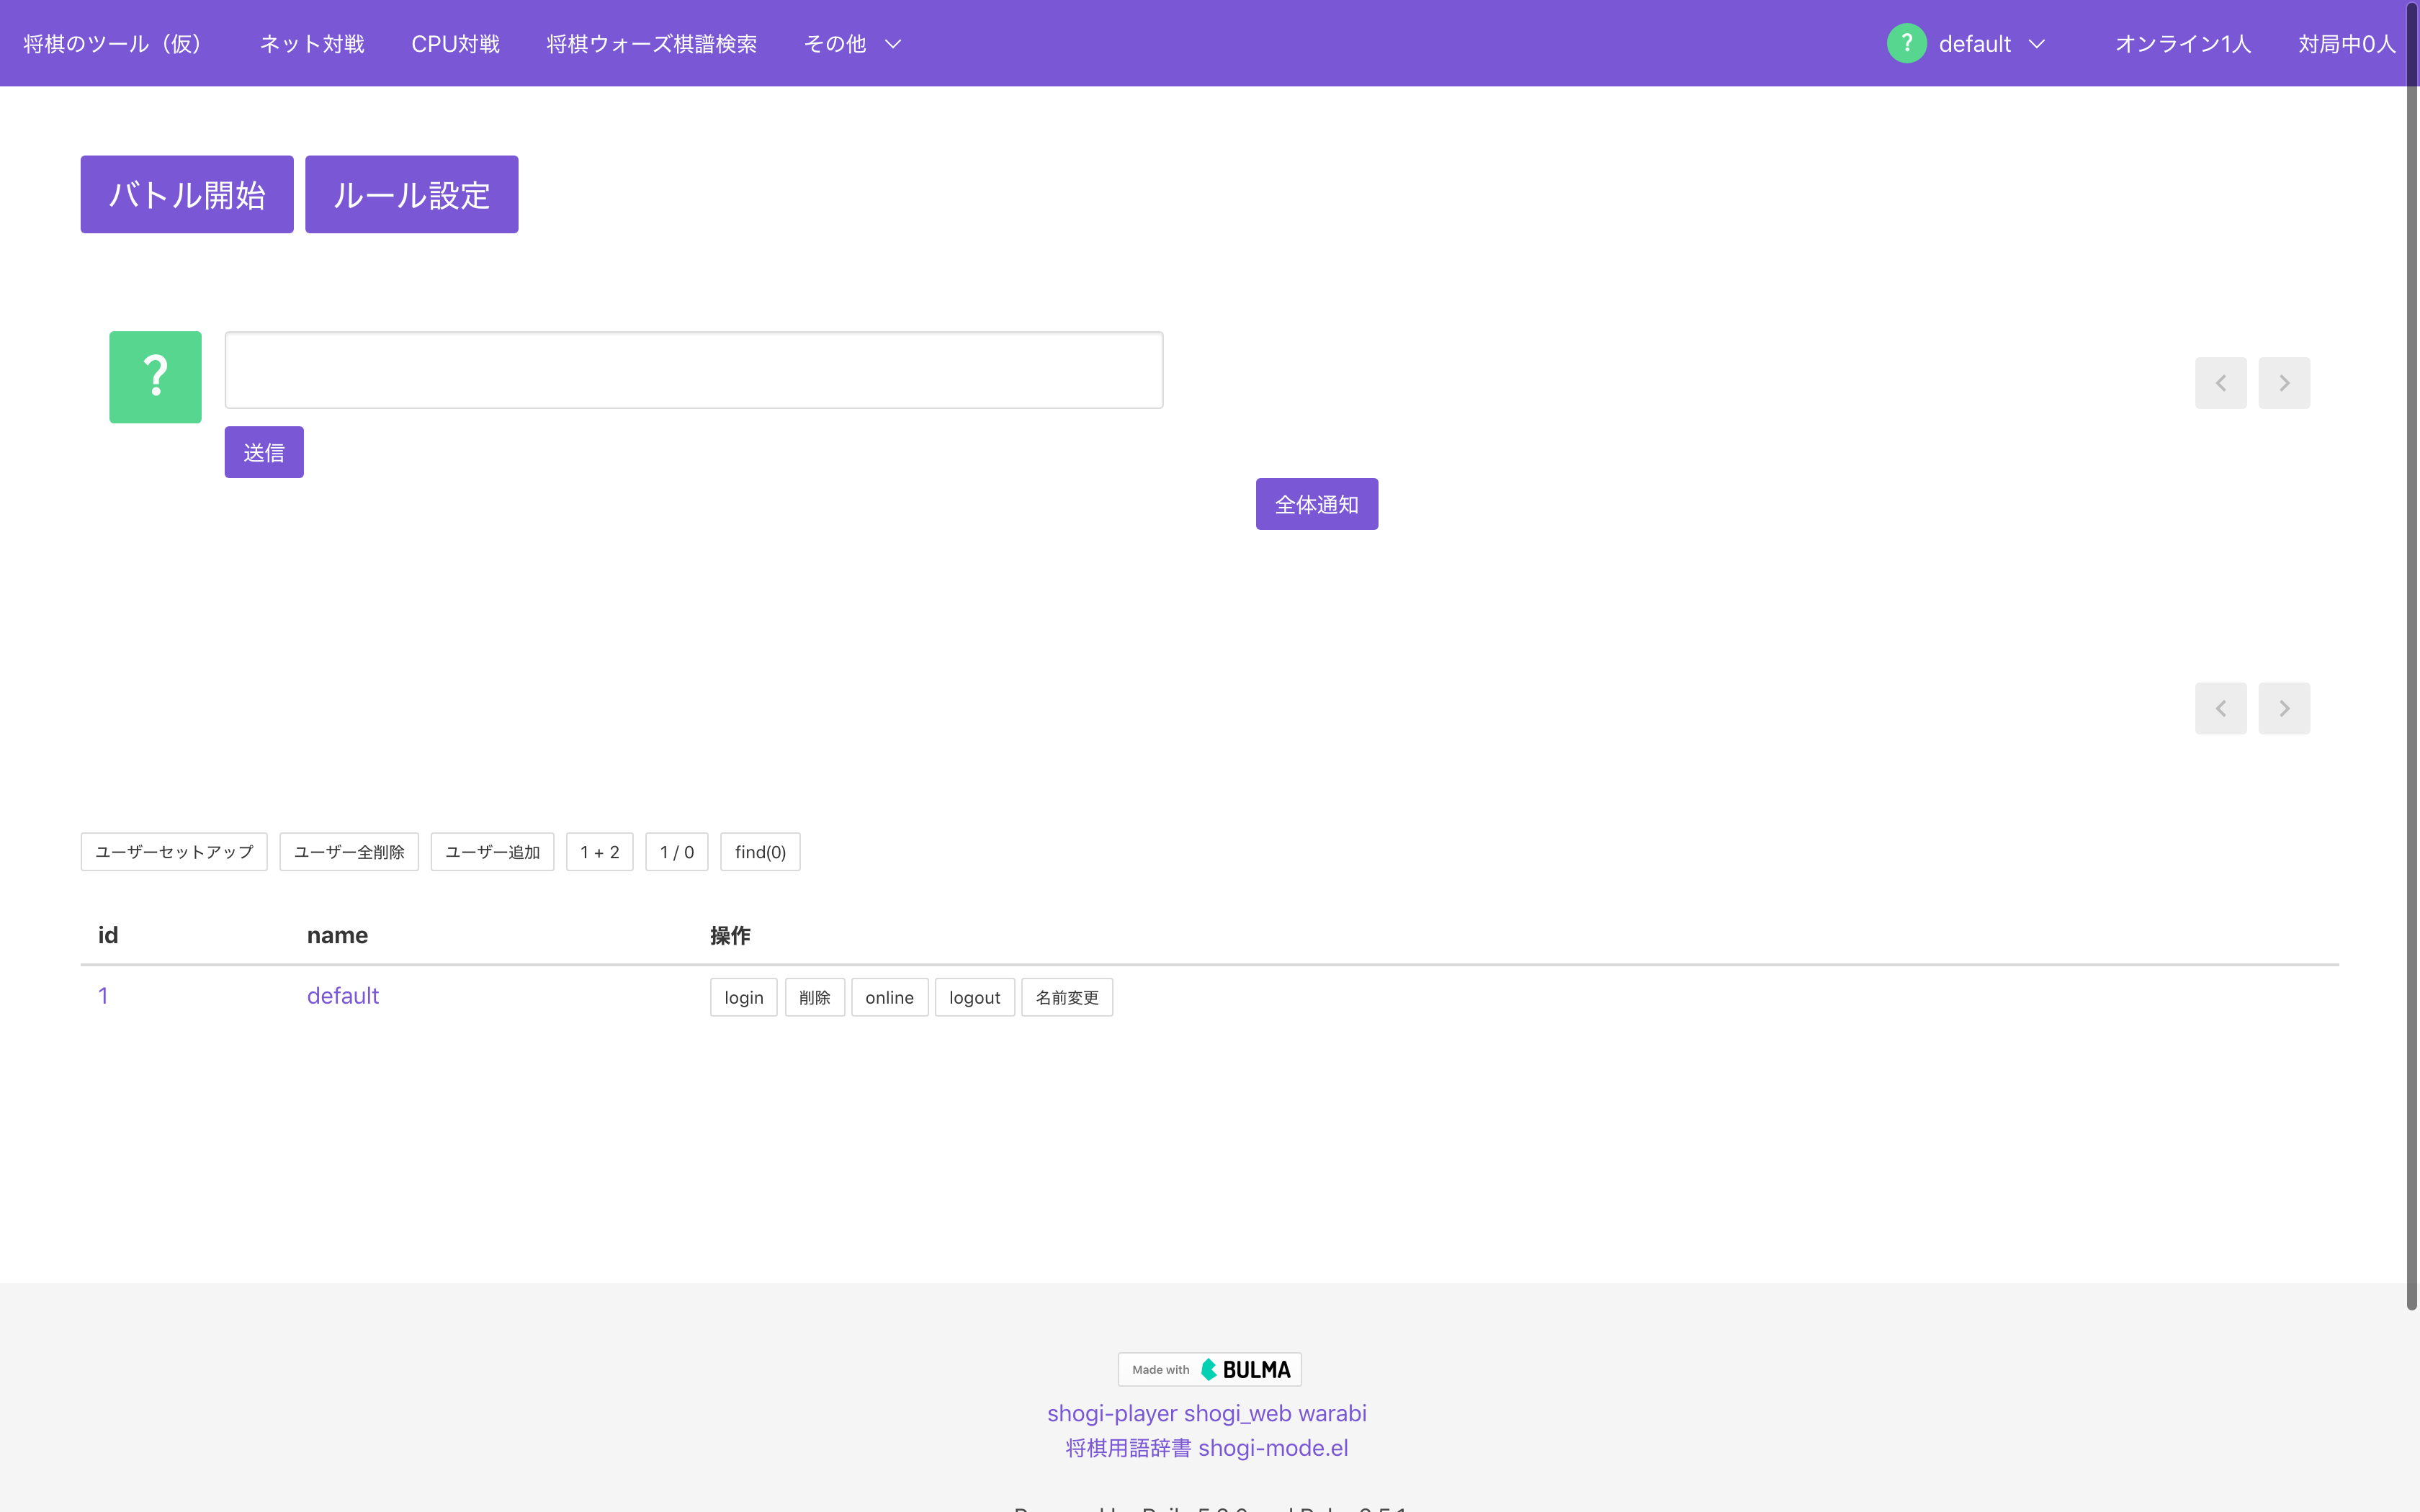 将棋のツール（仮） ネット対戦 CPU対戦 将棋ウォーズ棋譜検索 その他 ? default オンライン1人 対局中0人
バトル開始 ルール設定
?
送信
全体通知
ユーザーセットアップ ユーザー全削除 ユーザー追加 1 + 2 1 / 0 find(0)
id name 操作
1 default login 削除 online logout 名前変更
Made with BULMA
shogi-player shogi_web warabi
将棋用語辞書 shogi-mode.el